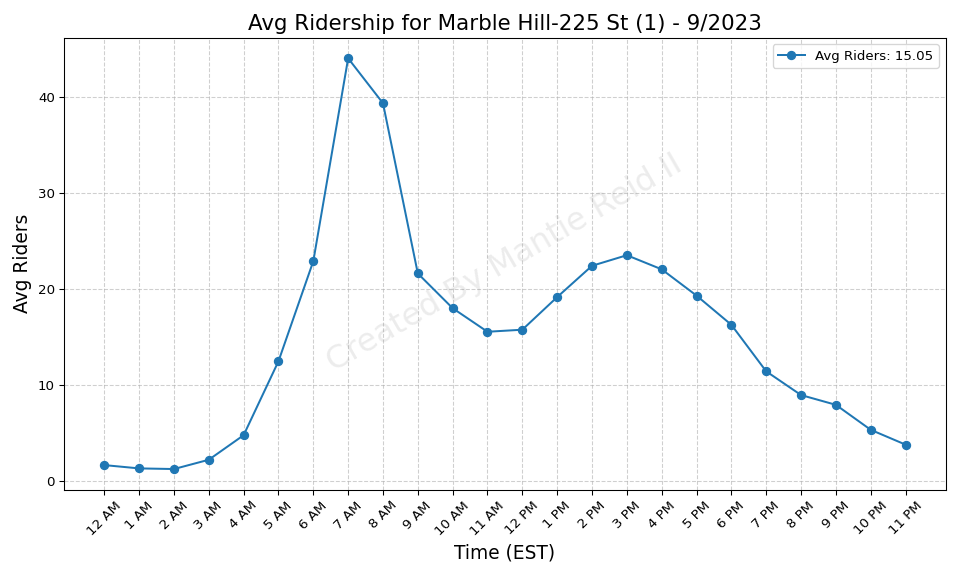 Avg Ridership for Marble Hill-225 St (1) - 9/2023
Avg Riders: 15.05
Avg Riders
40
30
20
10
0
Created By Mantie Reid II
12 AM
1 AM
2 AM
3 AM
4 AM
5 AM
6 AM
7 AM
8 AM
9 AM
10 AM
11 AM
12 PM
1 PM
2 PM
3 PM
4 PM
5 PM
6 PM
7 PM
8 PM
9 PM
10 PM
11 PM
Time (EST)